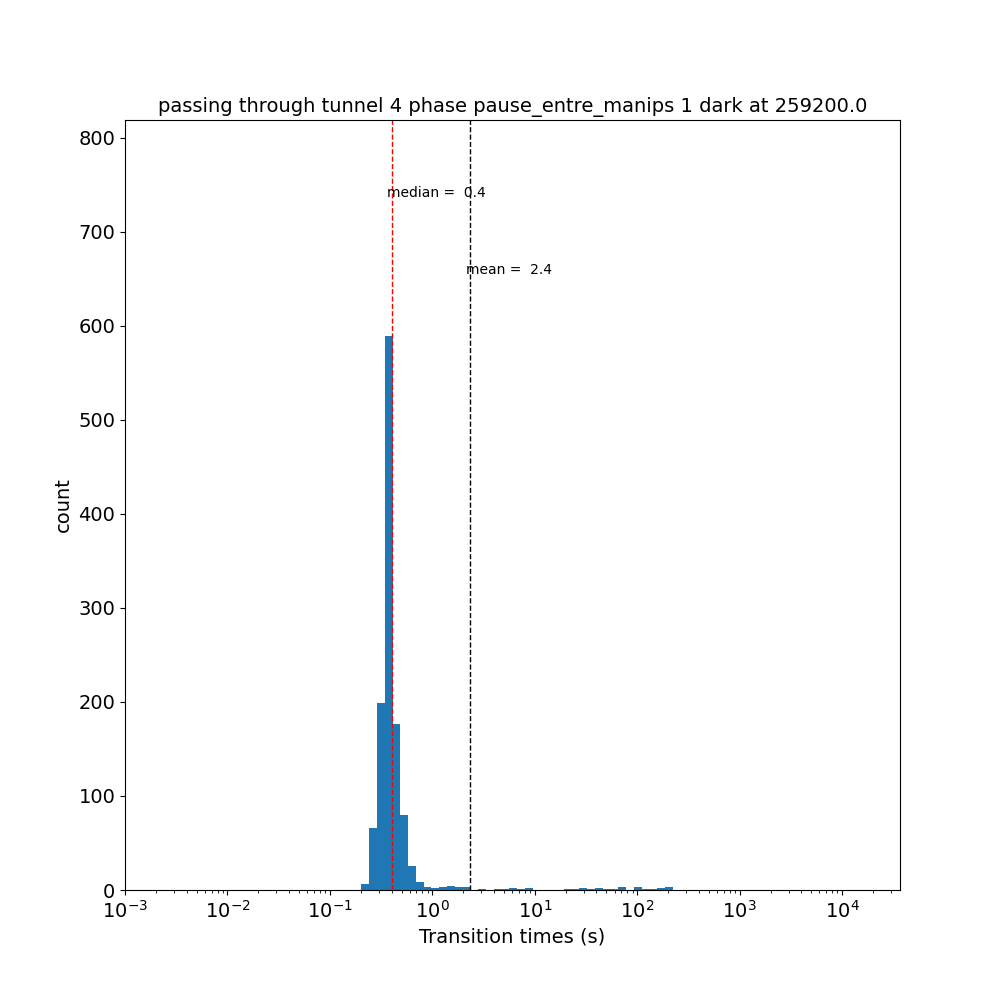 passing through tunnel 4 phase pause_entre_manips 1 dark at 259200.0
800
median =  0.4
700
mean =  2.4
600
500
count
400
300
200
100
0
10⁻³ 10⁻² 10⁻¹ 10⁰ 10¹ 10² 10³ 10⁴
Transition times (s)